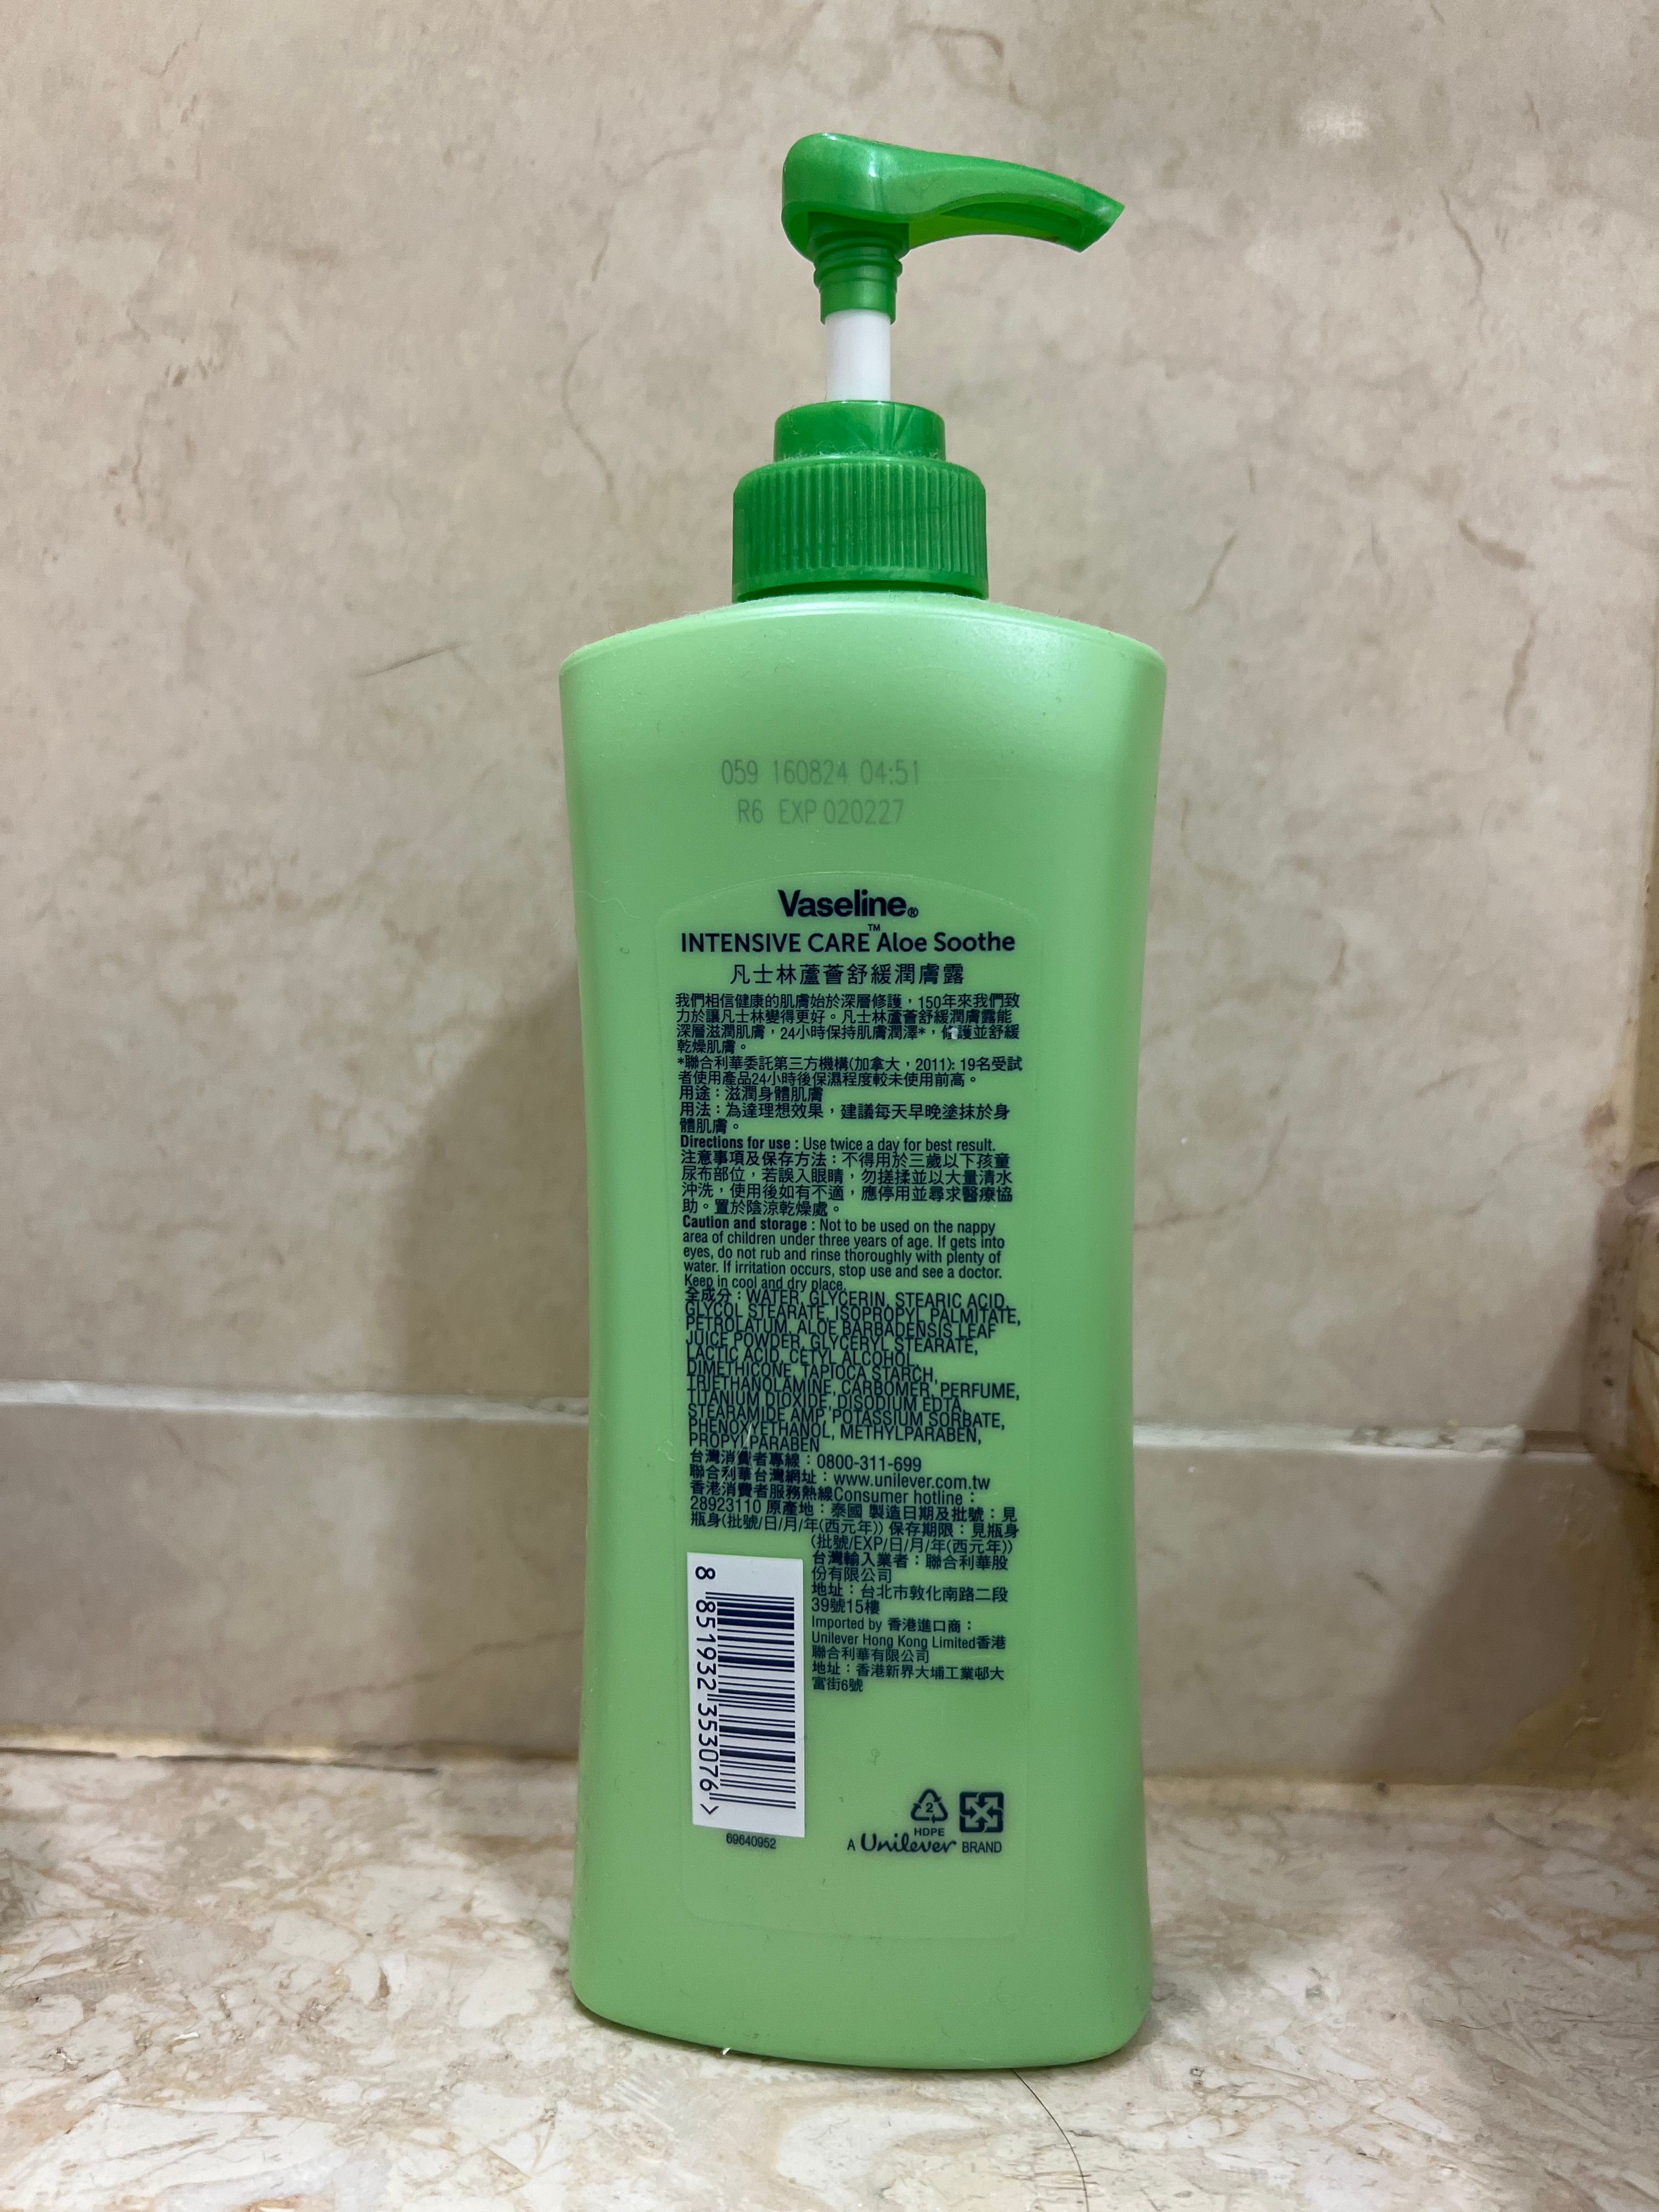 059 160824 04:51
R6 EXP 020227
Vaseline®
INTENSIVE CARE™ Aloe Soothe
凡士林蘆薈舒緩潤膚露
我們相信健康的肌膚始於深層修護，150年來我們致
力於讓凡士林變得更好。凡士林蘆薈舒緩潤膚露能
深層滋潤肌膚，24小時保持肌膚潤澤*，修護並舒緩
乾燥肌膚。
*聯合利華委託第三方機構(加拿大，2011): 19名受試
者使用產品24小時後保濕程度較未使用前高。
用途：滋潤身體肌膚
用法：為達理想效果，建議每天早晚塗抹於身
體肌膚。
Directions for use : Use twice a day for best result.
注意事項及保存方法：不得用於三歲以下孩童
尿布部位，若誤入眼睛，勿搓揉並以大量清水
沖洗，使用後如有不適，應停用並尋求醫療協
助。置於陰涼乾燥處。
Caution and storage : Not to be used on the nappy
area of children under three years of age. If gets into
eyes, do not rub and rinse thoroughly with plenty of
water. If irritation occurs, stop use and see a doctor.
Keep in cool and dry place.
全成分：WATER, GLYCERIN, STEARIC ACID,
GLYCOL STEARATE, ISOPROPYL PALMITATE,
PETROLATUM, ALOE BARBADENSIS LEAF
JUICE POWDER, GLYCERYL STEARATE,
LACTIC ACID, CETYL ALCOHOL,
DIMETHICONE, TAPIOCA STARCH,
TRIETHANOLAMINE, CARBOMER, PERFUME,
TITANIUM DIOXIDE, DISODIUM EDTA,
STEARAMIDE AMP, POTASSIUM SORBATE,
PHENOXYETHANOL, METHYLPARABEN,
PROPYLPARABEN
台灣消費者專線：0800-311-699
聯合利華台灣網址：www.unilever.com.tw
香港消費者服務熱線Consumer hotline：
28923110 原產地：泰國 製造日期及批號：見
瓶身(批號/日/月/年(西元年)) 保存期限：見瓶身
(批號/EXP/日/月/年(西元年))
台灣輸入業者：聯合利華股
份有限公司
地址：台北市敦化南路二段
39號15樓
Imported by 香港進口商：
Unilever Hong Kong Limited香港
聯合利華有限公司
地址：香港新界大埔工業邨大
富街6號
8 851932 353076 >
69640952
2
HDPE
A Unilever BRAND